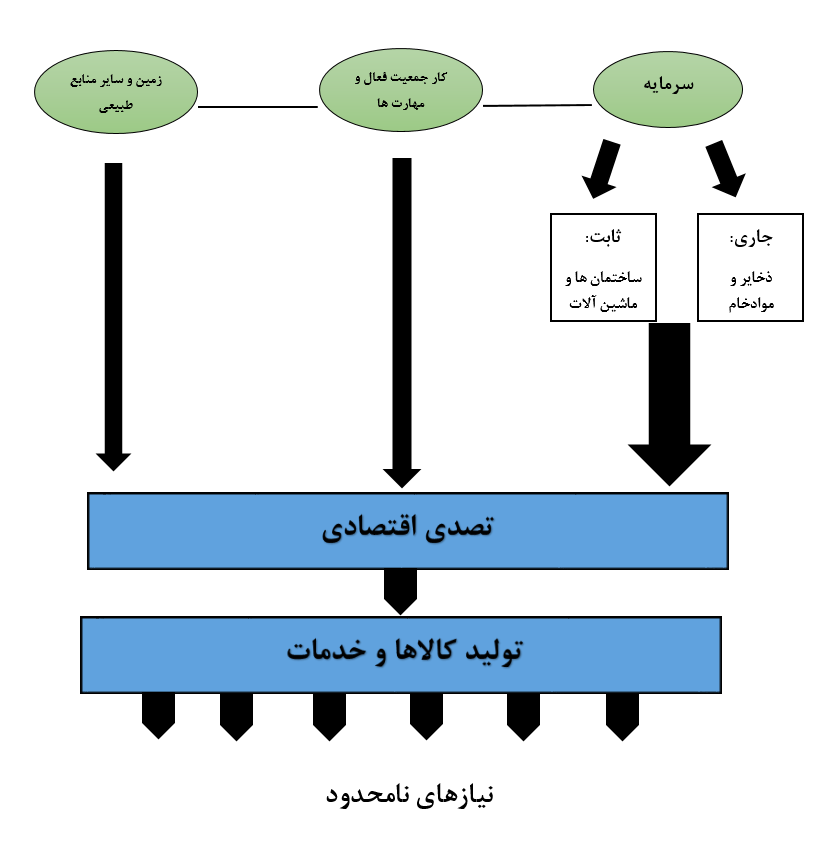 سرمایه
کار جمعیت فعال و
مهارت ها
زمین و سایر منابع
طبیعی
جاری:
ذخایر و
موادخام
ثابت:
ساختمان ها و
ماشین آلات
تصدی اقتصادی
تولید کالاها و خدمات
نیازهای نامحدود